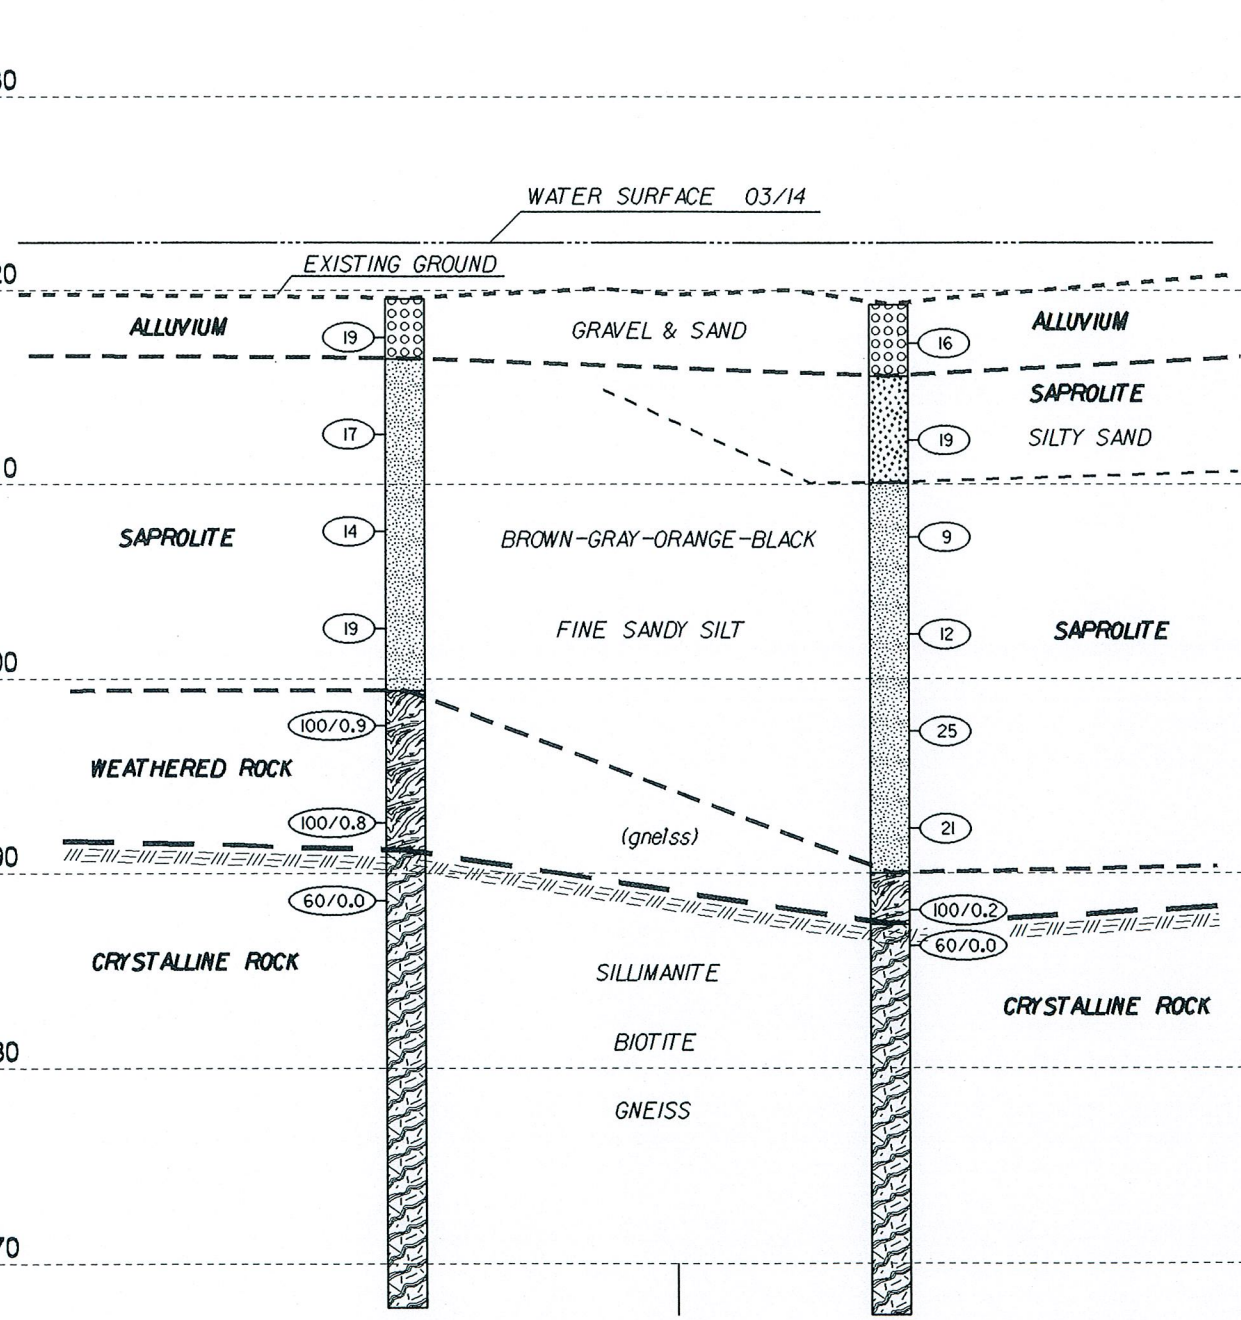 30
WATER SURFACE 03/14
20
EXISTING GROUND
ALLUVIUM
19
GRAVEL & SAND
16
ALLUVIUM
SAPROLITE
17
19
SILTY SAND
0
SAPROLITE
14
BROWN-GRAY-ORANGE-BLACK
9
19
FINE SANDY SILT
12
SAPROLITE
00
100/0.9
25
WEATHERED ROCK
100/0.8
(gneiss)
21
90
60/0.0
100/0.2
60/0.0
CRYSTALLINE ROCK
SILLIMANITE
CRYSTALLINE ROCK
BIOTITE
80
GNEISS
70